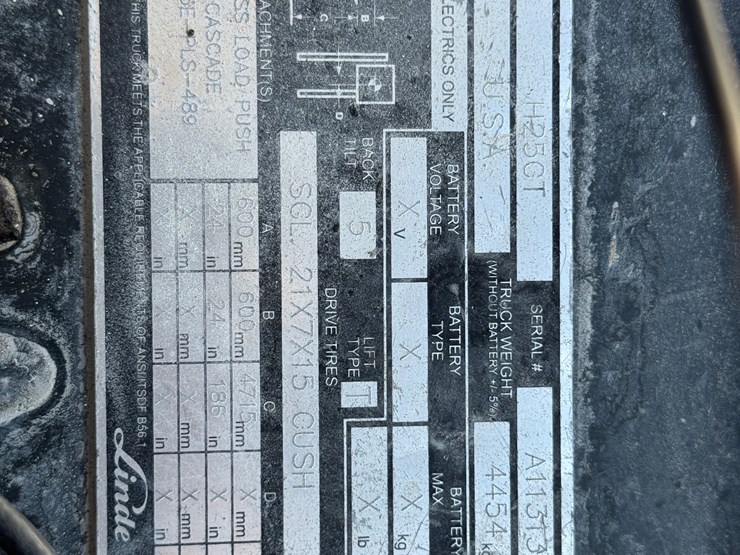 H25GT SERIAL # A1131
U S A TRUCK WEIGHT 4454
(WITHOUT BATTERY +/- 5%)
LECTRICS ONLY BATTERY VOLTAGE X V BATTERY TYPE X BATTERY MAX X kg
X lb
BACK TILT 5 LIFT TYPE T
B C D
DRIVE TIRES
SGL 21X7X15 CUSH
ACHMENT(S) A B C D
SS LOAD PUSH 600 mm 600 mm 4715 mm X mm
CASCADE 24 in 24 in 186 in X in
PLS-489 X mm X mm X mm X mm
X in X in X in X in
THIS TRUCK MEETS THE APPLICABLE REQUIREMENTS OF ANSI/ITSDF B56.1
Linde